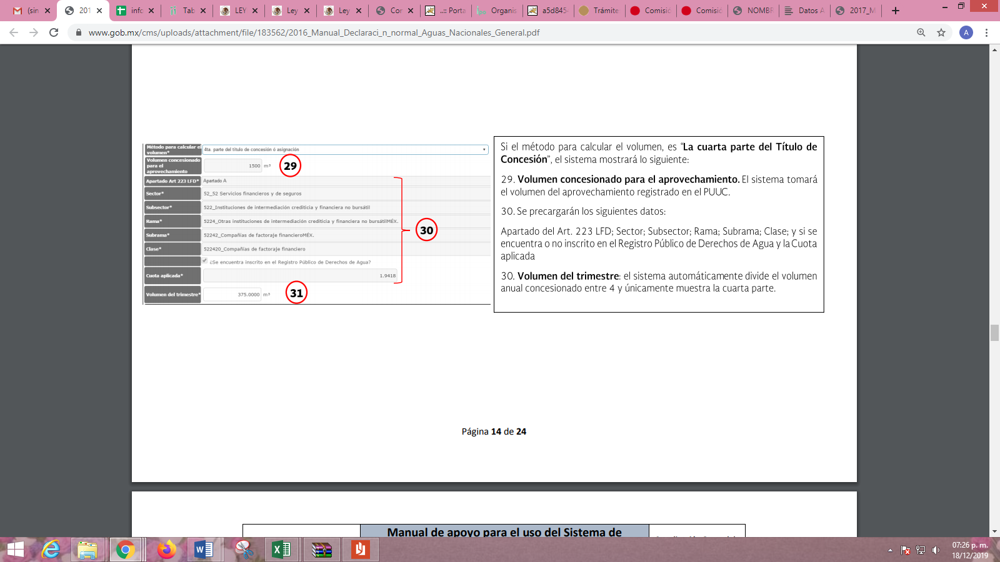 (sin
201
info
Tab
LEY
Ley
Ley
Cor
..:: Porta
Organis
a5d845
Trámite
Comisió
Comisió
NOMBR
Datos A
2017_M
www.gob.mx/cms/uploads/attachment/file/183562/2016_Manual_Declaraci_n_normal_Aguas_Nacionales_General.pdf
A
Método para calcular el volumen*
4ta. parte del título de concesión ó asignación
Volumen concesionado para el aprovechamiento
1500 m³
29
Apartado Art 223 LFD*
Apartado A
Sector*
52_52 Servicios financieros y de seguros
Subsector*
522_Instituciones de intermediación crediticia y financiera no bursátil
Rama*
5224_Otras instituciones de intermediación crediticia y financiera no bursátilMÉX.
30
Subrama*
52242_Compañías de factoraje financieroMÉX.
Clase*
522420_Compañías de factoraje financiero
¿Se encuentra inscrito en el Registro Público de Derechos de Agua?
Cuota aplicada*
1.9418
Volumen del trimestre*
375.0000 m³
31
Si el método para calcular el volumen, es “La cuarta parte del Título de
Concesión”, el sistema mostrará lo siguiente:
29. Volumen concesionado para el aprovechamiento. El sistema tomará
el volumen del aprovechamiento registrado en el PUUC.
30. Se precargarán los siguientes datos:
Apartado del Art. 223 LFD; Sector; Subsector; Rama; Subrama; Clase; y si se
encuentra o no inscrito en el Registro Público de Derechos de Agua y la Cuota
aplicada
30. Volumen del trimestre: el sistema automáticamente divide el volumen
anual concesionado entre 4 y únicamente muestra la cuarta parte.
Página 14 de 24
Manual de apoyo para el uso del Sistema de
07:26 p. m.
18/12/2019